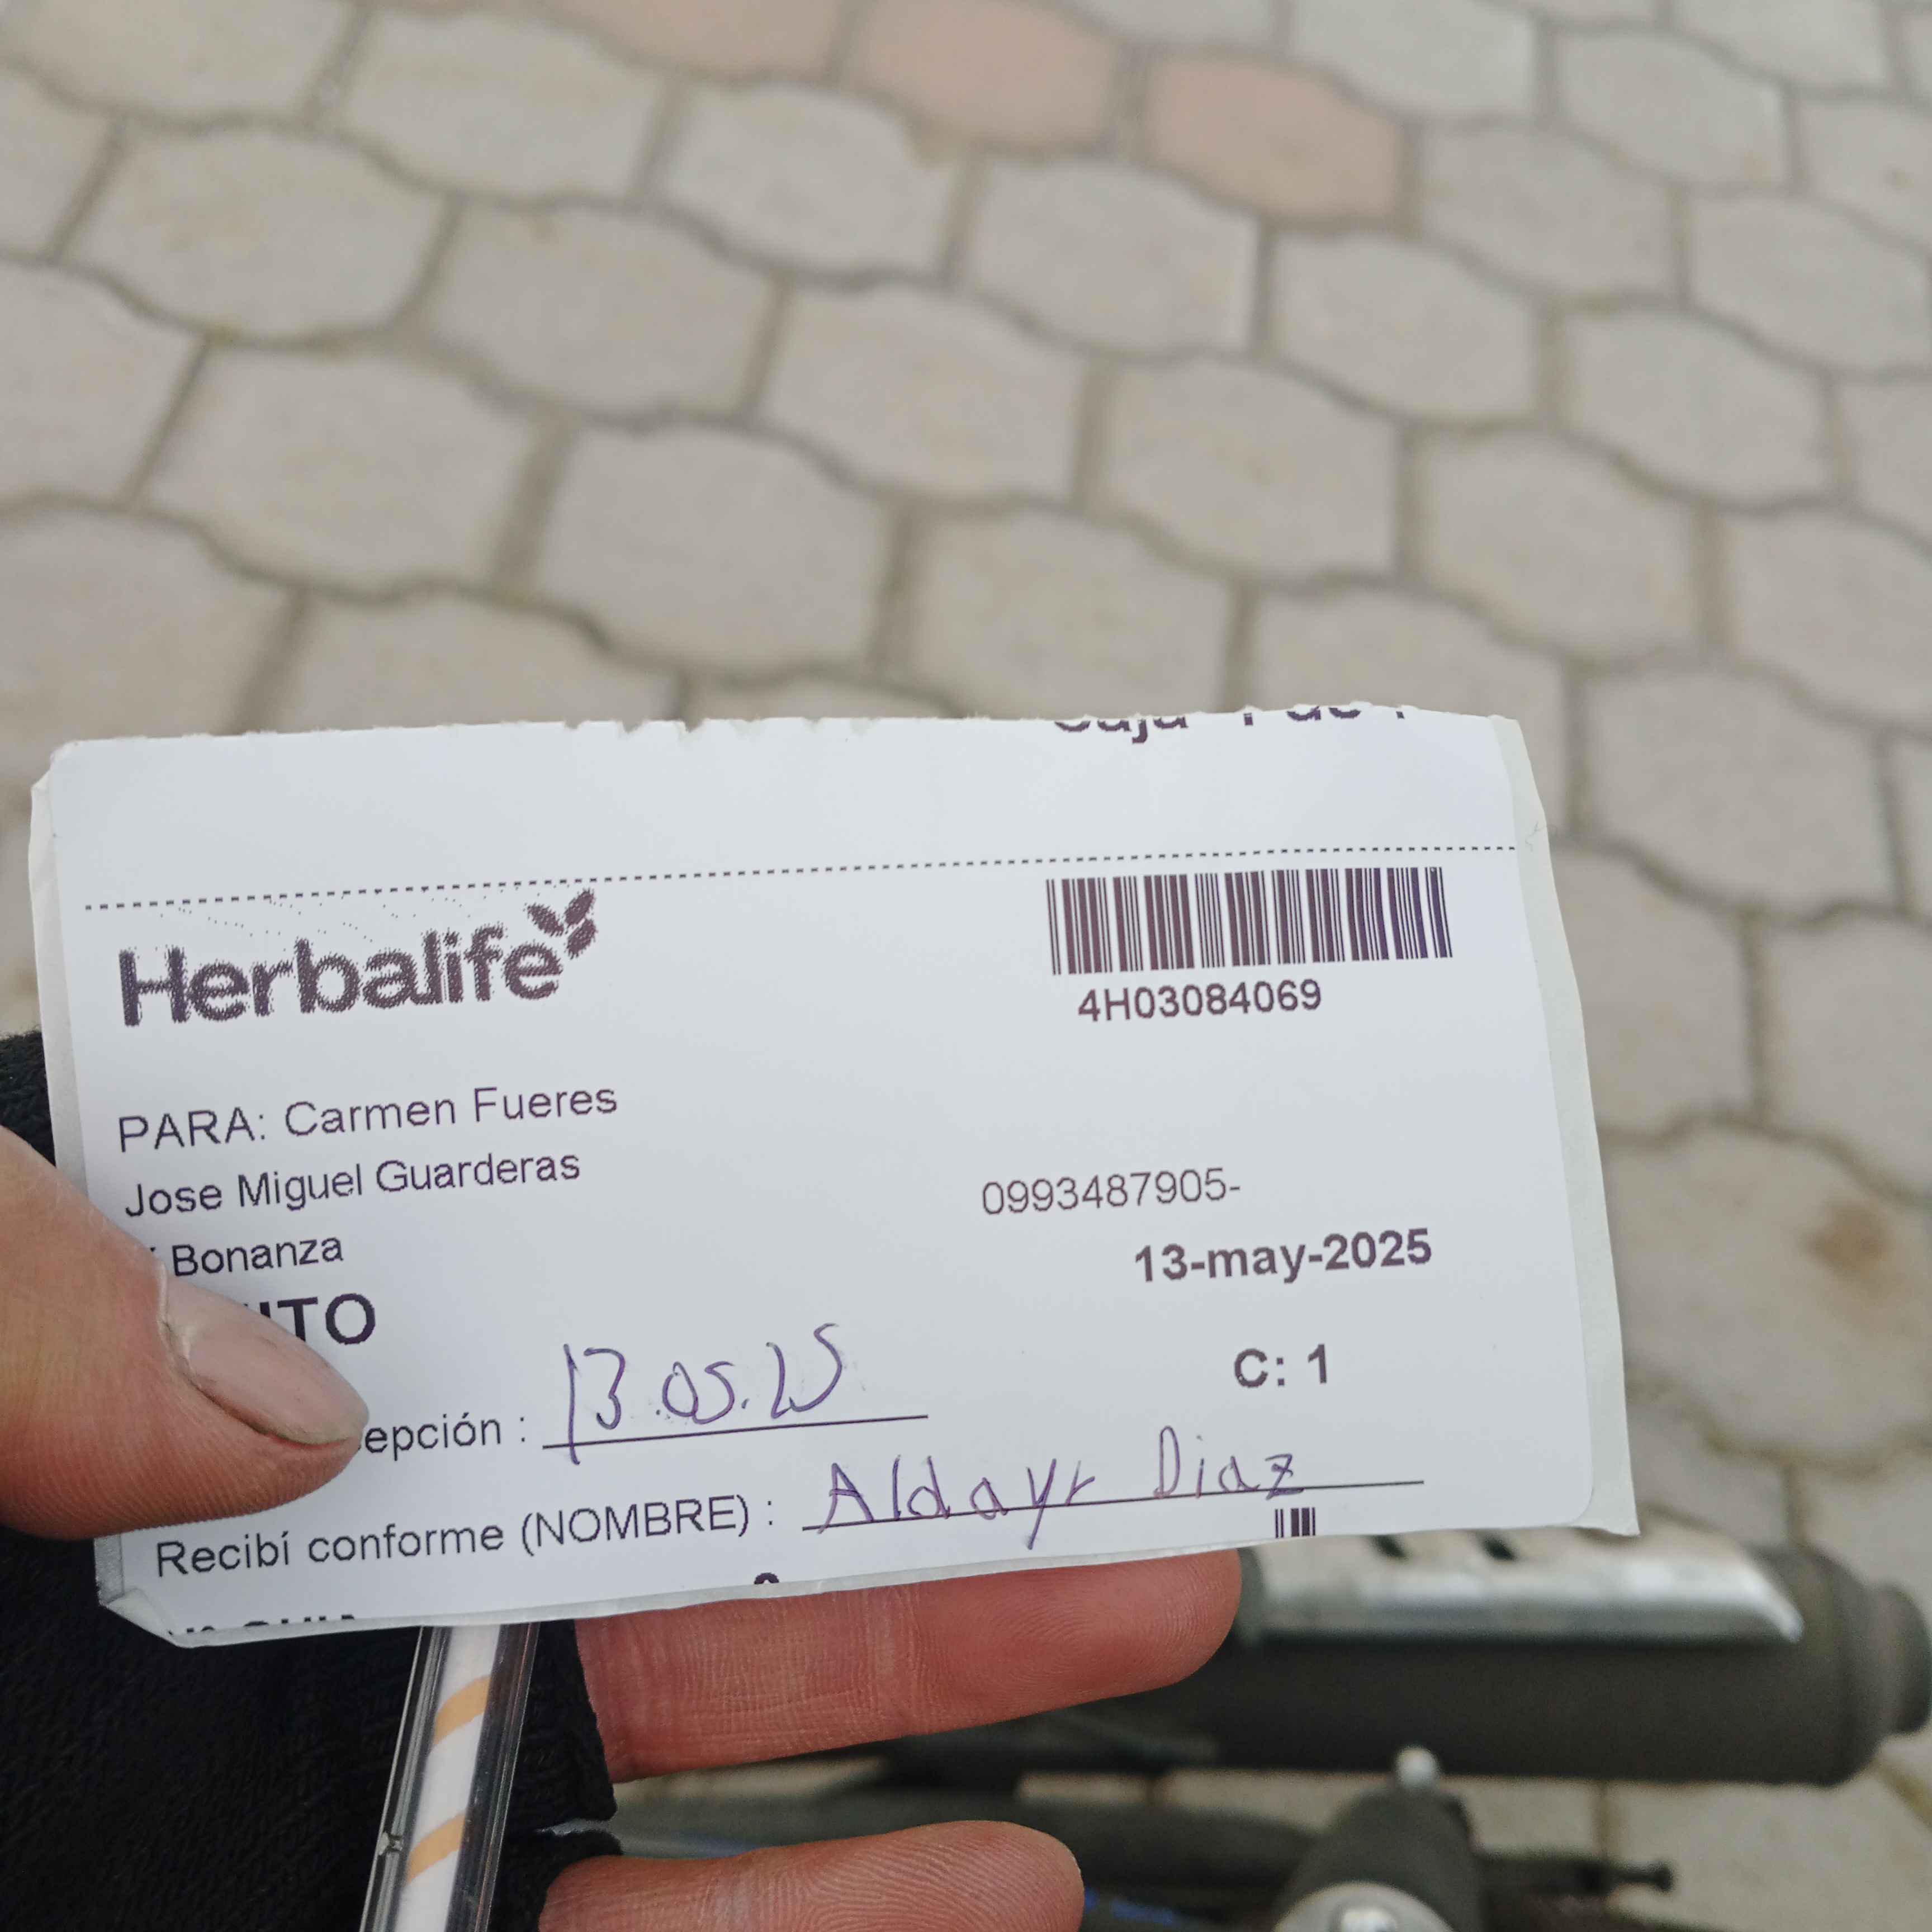 Herbalife
4H03084069
PARA: Carmen Fueres
Jose Miguel Guarderas
0993487905-
Bonanza
13-may-2025
C: 1
13.05.25
Recibí conforme (NOMBRE) : Aldayr Diaz